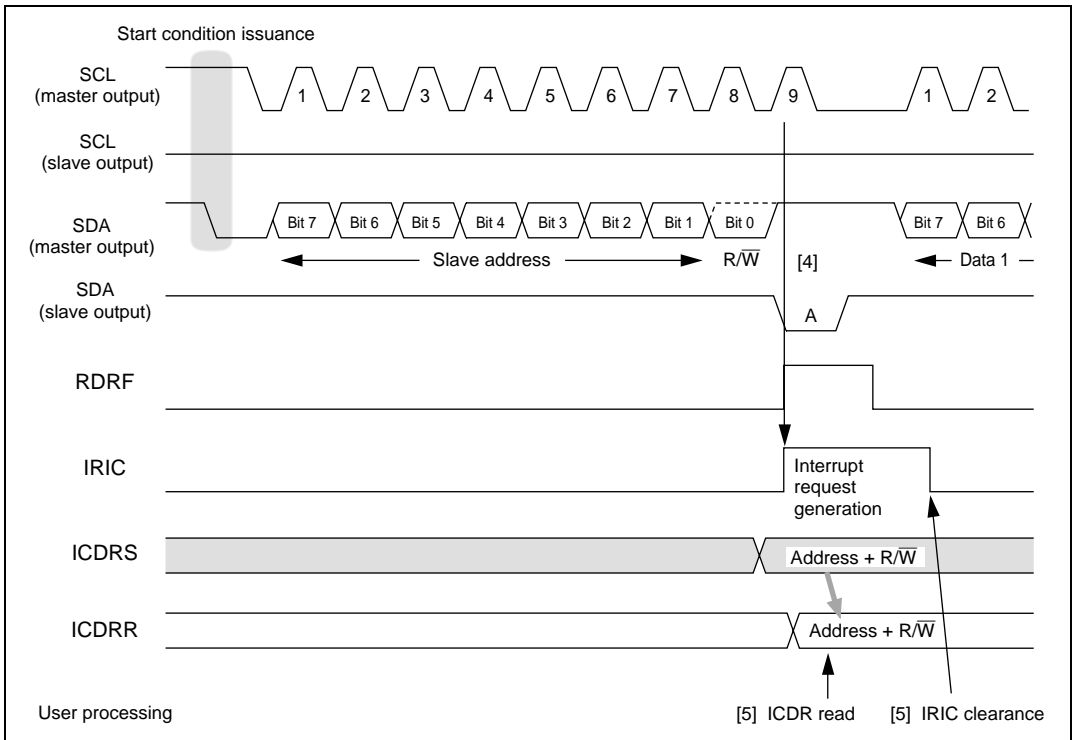 Start condition issuance
SCL
(master output)
1 2 3 4 5 6 7 8 9 1 2
SCL
(slave output)
SDA
(master output)
Bit 7 Bit 6 Bit 5 Bit 4 Bit 3 Bit 2 Bit 1 Bit 0 Bit 7 Bit 6
Slave address R/W̅ [4] Data 1
SDA
(slave output)
A
RDRF
IRIC
Interrupt
request
generation
ICDRS
Address + R/W̅
ICDRR
Address + R/W̅
User processing
[5] ICDR read
[5] IRIC clearance